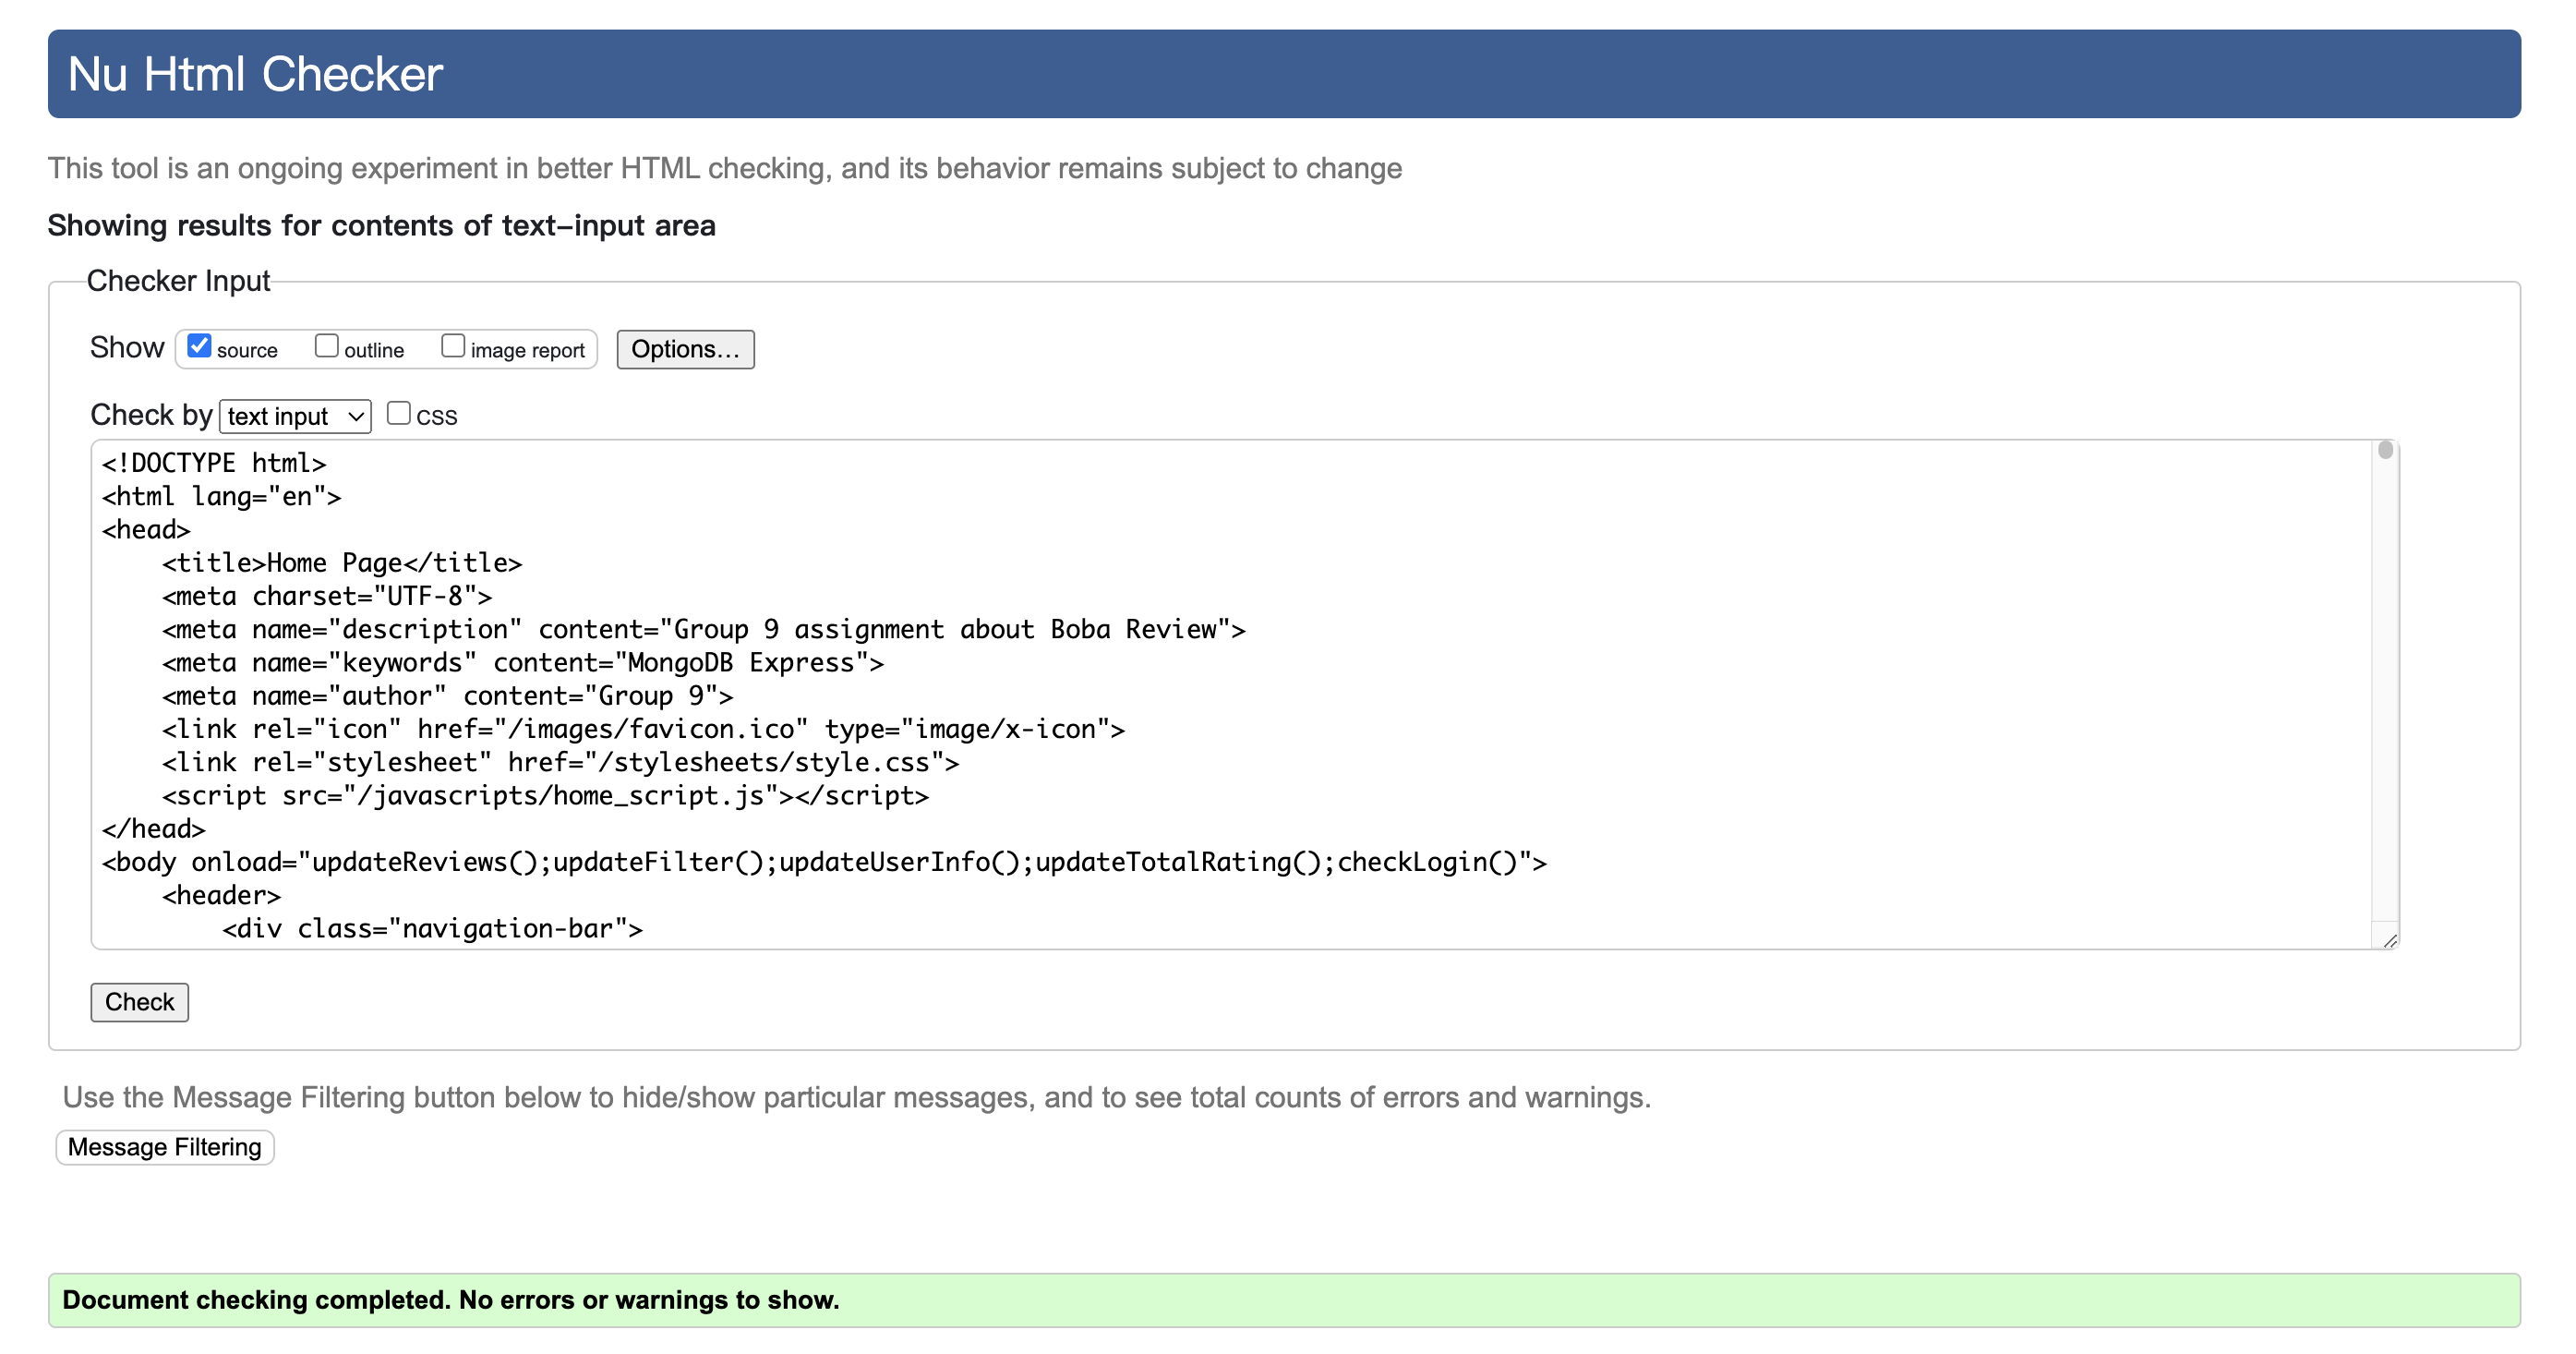 Nu Html Checker
This tool is an ongoing experiment in better HTML checking, and its behavior remains subject to change
Showing results for contents of text-input area
Checker Input
Show source outline image report Options...
Check by text input CSS
<!DOCTYPE html>
<html lang="en">
<head>
    <title>Home Page</title>
    <meta charset="UTF-8">
    <meta name="description" content="Group 9 assignment about Boba Review">
    <meta name="keywords" content="MongoDB Express">
    <meta name="author" content="Group 9">
    <link rel="icon" href="/images/favicon.ico" type="image/x-icon">
    <link rel="stylesheet" href="/stylesheets/style.css">
    <script src="/javascripts/home_script.js"></script>
</head>
<body onload="updateReviews();updateFilter();updateUserInfo();updateTotalRating();checkLogin()">
    <header>
        <div class="navigation-bar">
Check
Use the Message Filtering button below to hide/show particular messages, and to see total counts of errors and warnings.
Message Filtering
Document checking completed. No errors or warnings to show.